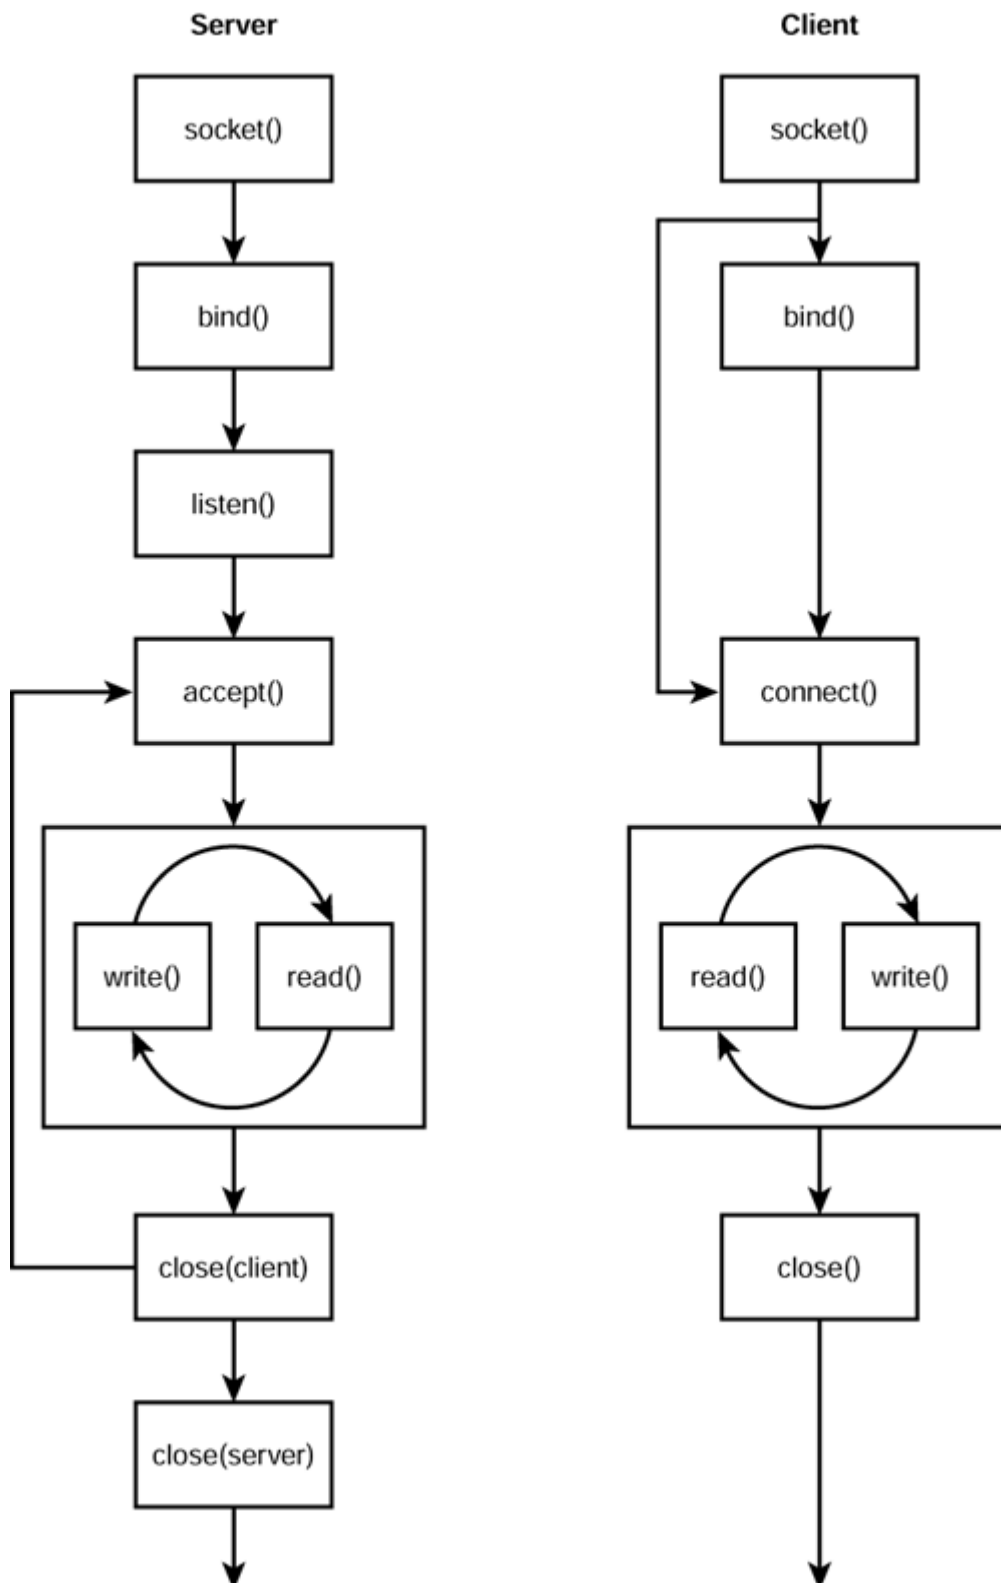 Server
socket()
bind()
listen()
accept()
write()
read()
close(client)
close(server)
Client
socket()
bind()
connect()
read()
write()
close()